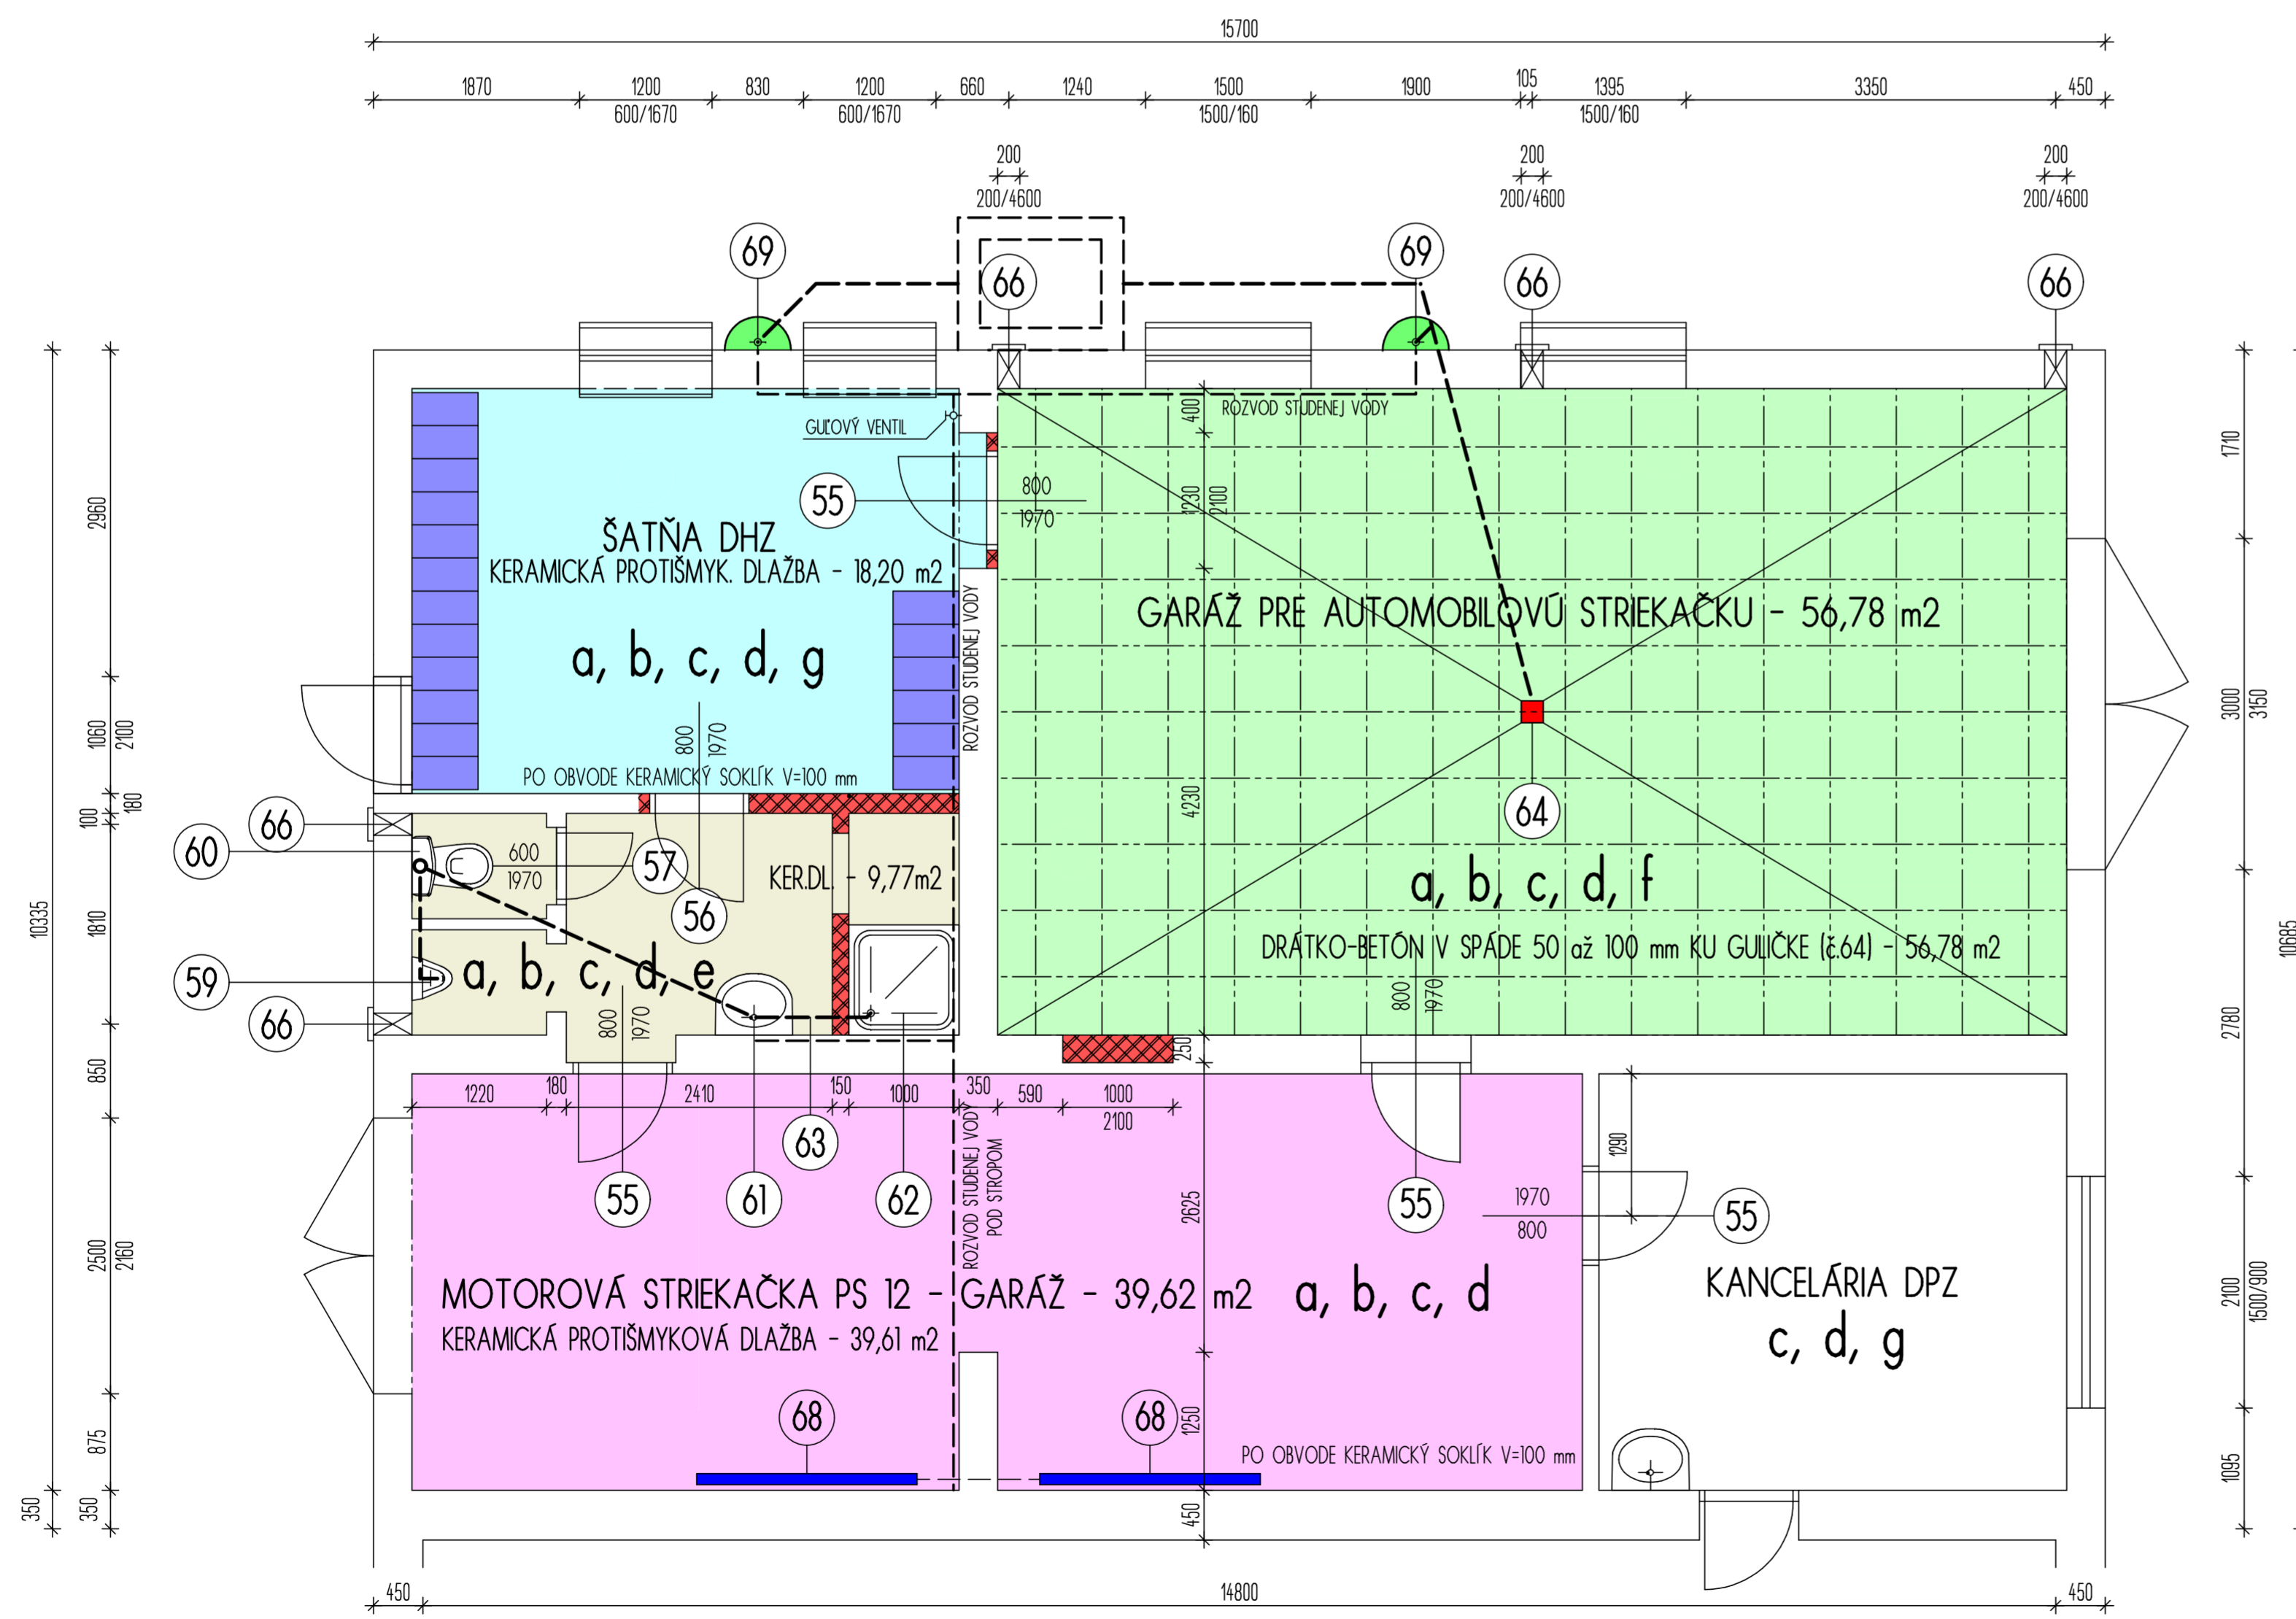 15700
1870 1200 830 1200 660 1240 1500 1900 105 1395 3350 450
600/1670 600/1670 1500/160 1500/160
200 200 200
200/4600 200/4600 200/4600
69 66 69 66 66
GUĽOVÝ VENTIL
ROZVOD STUDENEJ VODY
400
55
800
1970
1230
2100
ŠATŇA DHZ
KERAMICKÁ PROTIŠMYK. DLAŽBA - 18,20 m2
a, b, c, d, g
800
1970
PO OBVODE KERAMICKÝ SOKLÍK V=100 mm
ROZVOD STUDENEJ VODY
GARÁŽ PRE AUTOMOBILOVÚ STRIEKAČKU - 56,78 m2
4230
64
a, b, c, d, f
DRÁTKO-BETÓN V SPÁDE 50 až 100 mm KU GULIČKE (č.64) - 56,78 m2
800
1970
66
60
59
66
600
1970
57
56
KER.DL. - 9,77m2
a, b, c, d, e
800
1970
250
1220 180 2410 150 1000 350 590 1000
2100
63
55 61 62 55
ROZVOD STUDENEJ VODY
POD STROPOM
2625
1970
800
55
1290
MOTOROVÁ STRIEKAČKA PS 12 - GARÁŽ - 39,62 m2 a, b, c, d
KERAMICKÁ PROTIŠMYKOVÁ DLAŽBA - 39,61 m2
KANCELÁRIA DPZ
c, d, g
68 68
1250
PO OBVODE KERAMICKÝ SOKLÍK V=100 mm
450
10335
350
2960
1060
2100
100
180
1810
850
2500
2160
875
350
1710
3000
3150
2780
2100
1500/900
1095
10685
450 14800 450